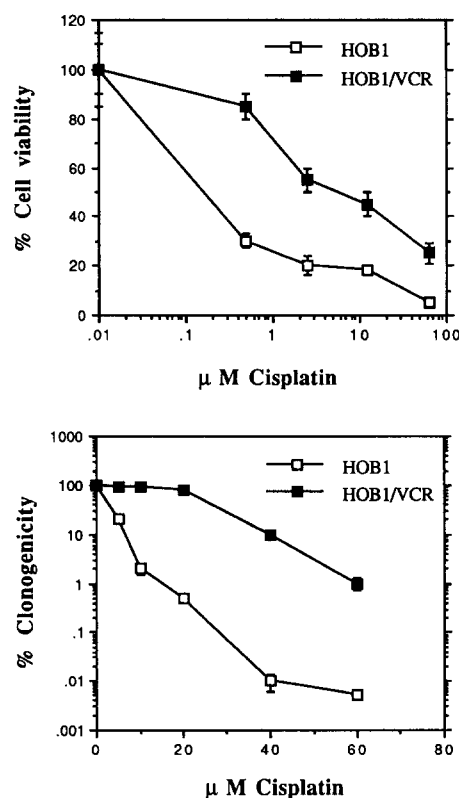 120
100
80
60
40
20
0
% Cell viability
HOB1
HOB1/VCR
.01 .1 1 10 100
μ M Cisplatin
1000
100
10
1
.1
.01
.001
% Clonogenicity
HOB1
HOB1/VCR
0 20 40 60 80
μ M Cisplatin